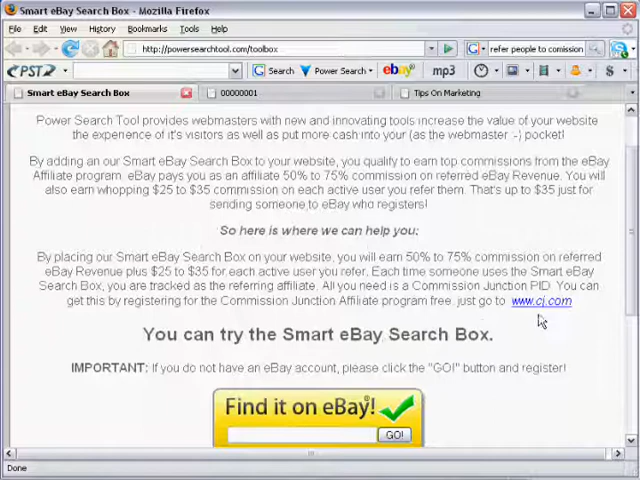 Smart eBay Search Box - Mozilla Firefox
File Edit View History Bookmarks Tools Help
http://powersearchtool.com/toolbox
refer people to comission
PST2 Search Power Search eBay mp3 $
Smart eBay Search Box 00000001 Tips On Marketing
Power Search Tool provides webmasters with new and innovating tools increase the value of your website
the experience of it's visitors as well as put more cash into your (as the webmaster :-) pocket!
By adding an our Smart eBay Search Box to your website, you qualify to earn top commissions from the eBay
Affiliate program. eBay pays you as an affiliate 50% to 75% commission on referred eBay Revenue. You will
also earn whopping $25 to $35 commission on each active user you refer them. That's up to $35 just for
sending someone to eBay who registers!
So here is where we can help you:
By placing our Smart eBay Search Box on your website, you will earn 50% to 75% commission on referred
eBay Revenue plus $25 to $35 for each active user you refer. Each time someone uses the Smart eBay
Search Box, you are tracked as the referring affiliate. All you need is a Commission Junction PID. You can
get this by registering for the Commission Junction Affiliate program free. just go to www.cj.com
You can try the Smart eBay Search Box.
IMPORTANT: If you do not have an eBay account, please click the "GO!" button and register!
Find it on eBay!®
GO!
Done